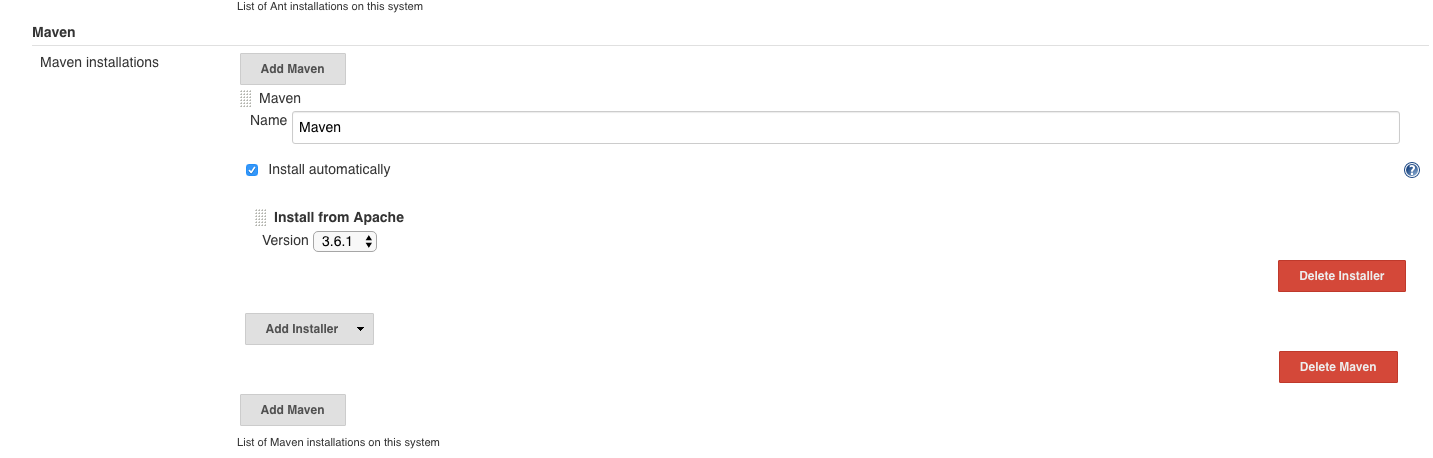 List of Ant installations on this system
Maven
Maven installations
Add Maven
Maven
Name Maven
Install automatically
?
Install from Apache
Version 3.6.1
Delete Installer
Add Installer
Delete Maven
Add Maven
List of Maven installations on this system